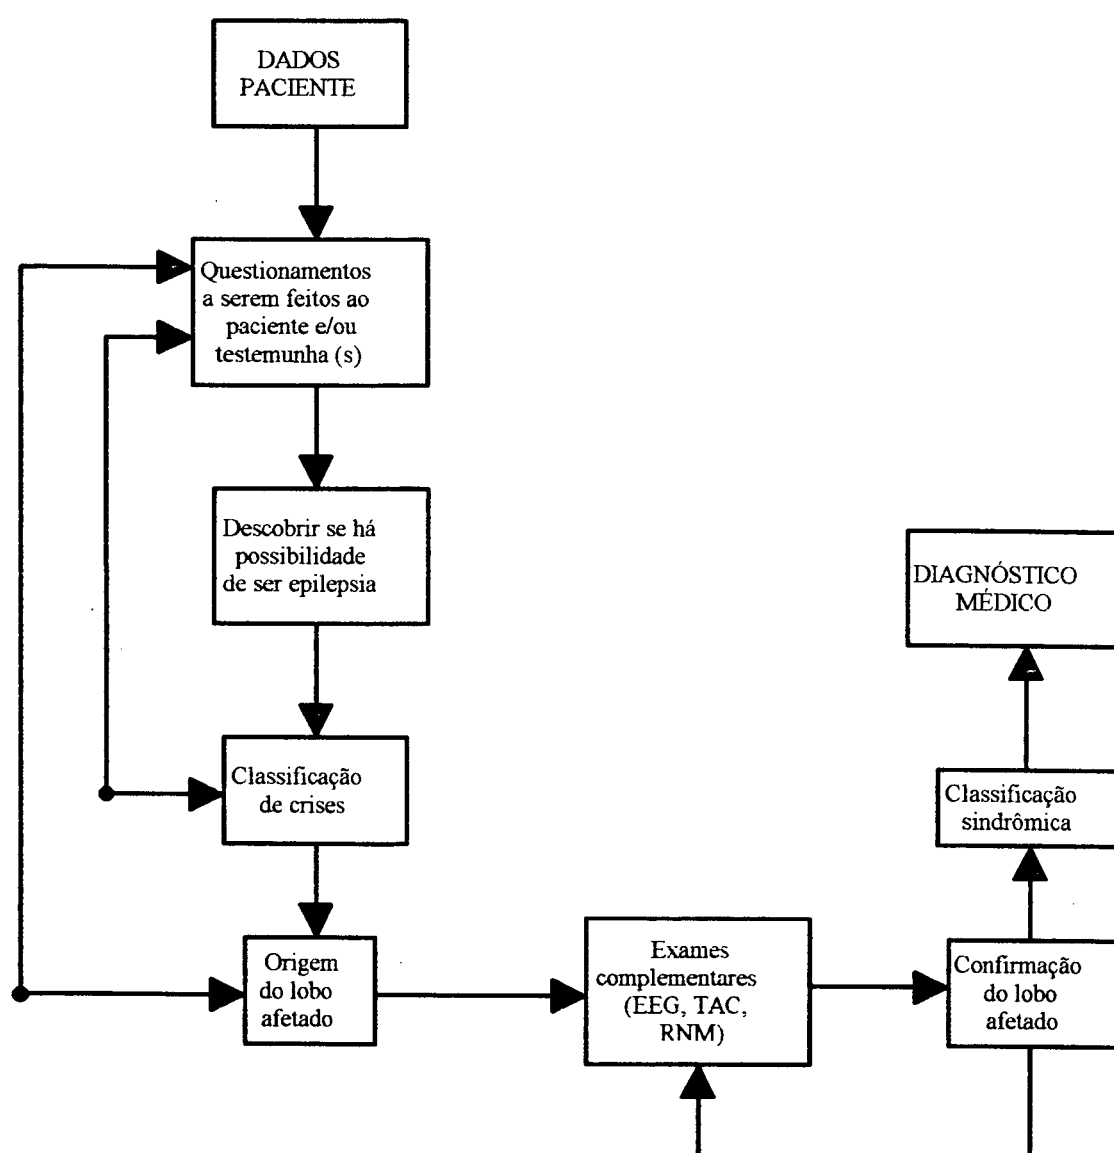 DADOS
PACIENTE
Questionamentos
a serem feitos ao
paciente e/ou
testemunha (s)
Descobrir se há
possibilidade
de ser epilepsia
Classificação
de crises
Origem
do lobo
afetado
Exames
complementares
(EEG, TAC,
RNM)
Confirmação
do lobo
afetado
Classificação
sindrômica
DIAGNÓSTICO
MÉDICO